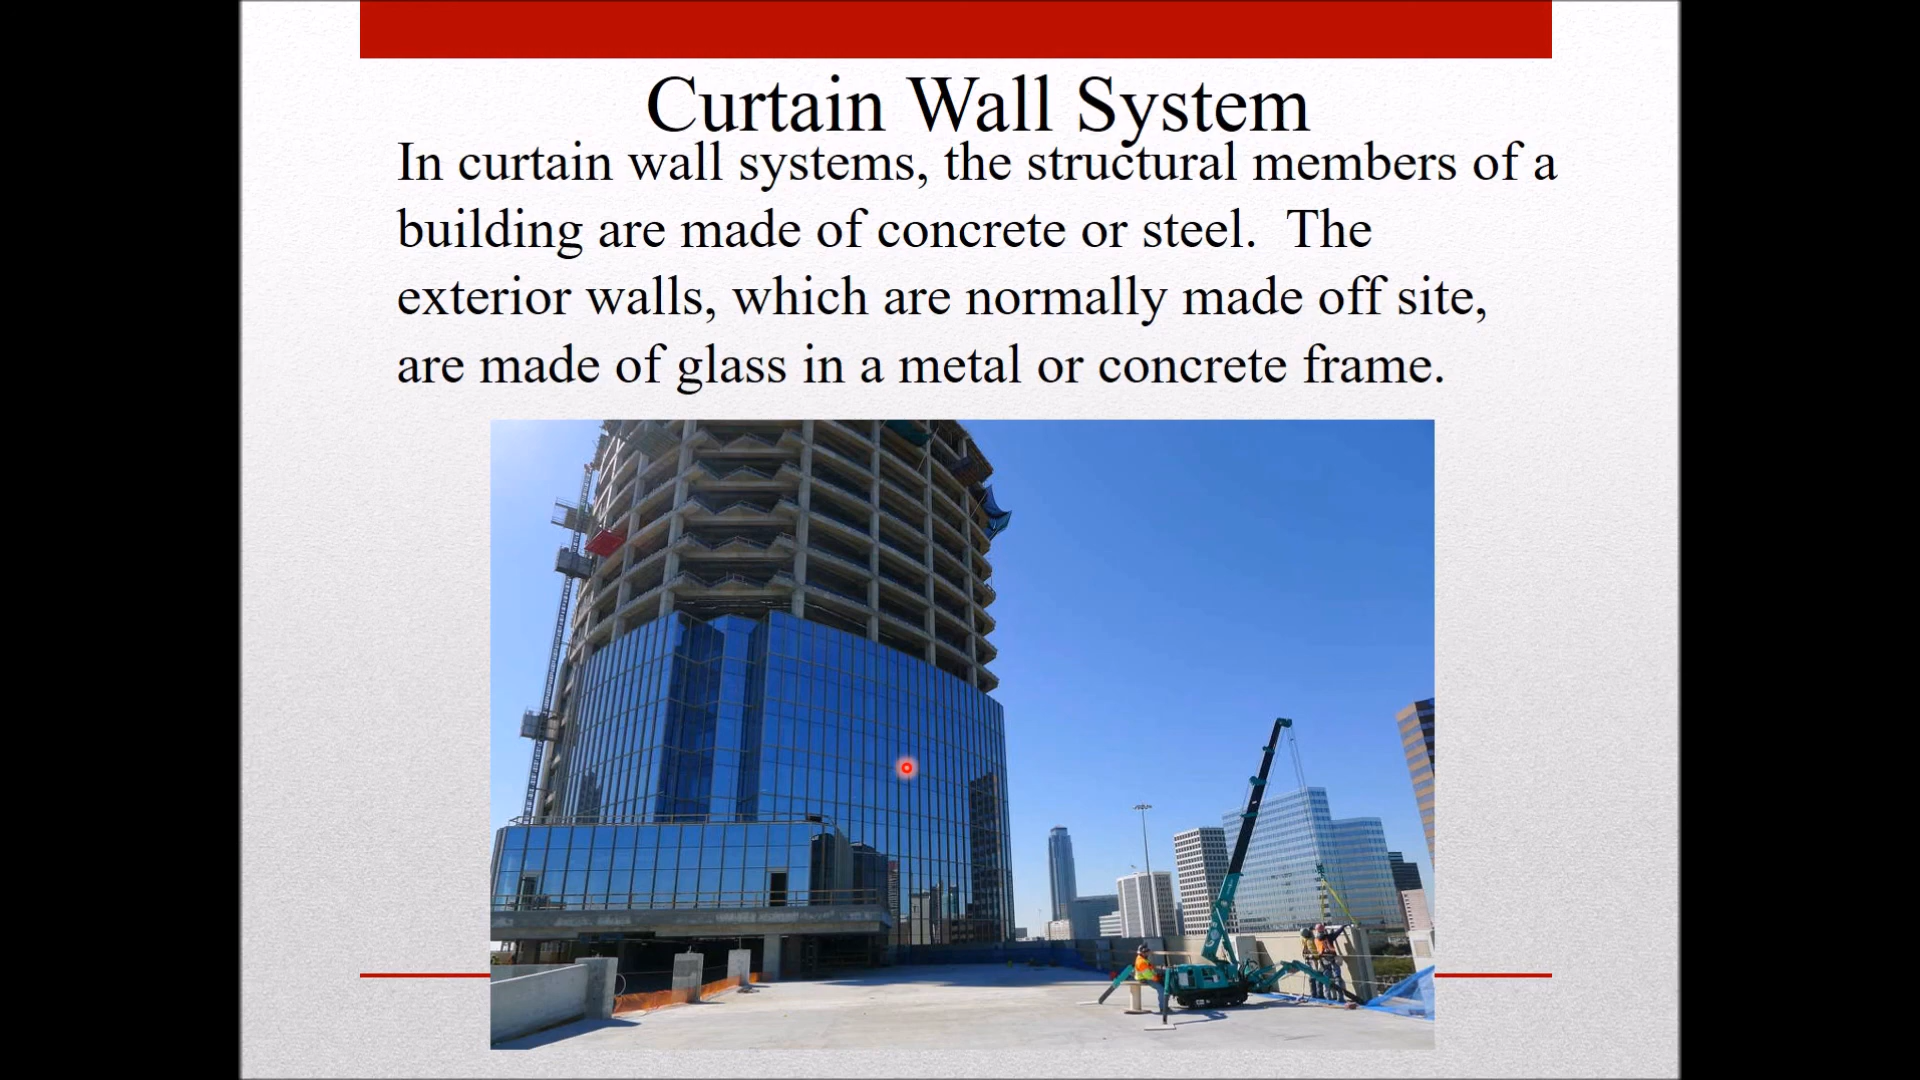 Curtain Wall System
In curtain wall systems, the structural members of a
building are made of concrete or steel.  The
exterior walls, which are normally made off site,
are made of glass in a metal or concrete frame.